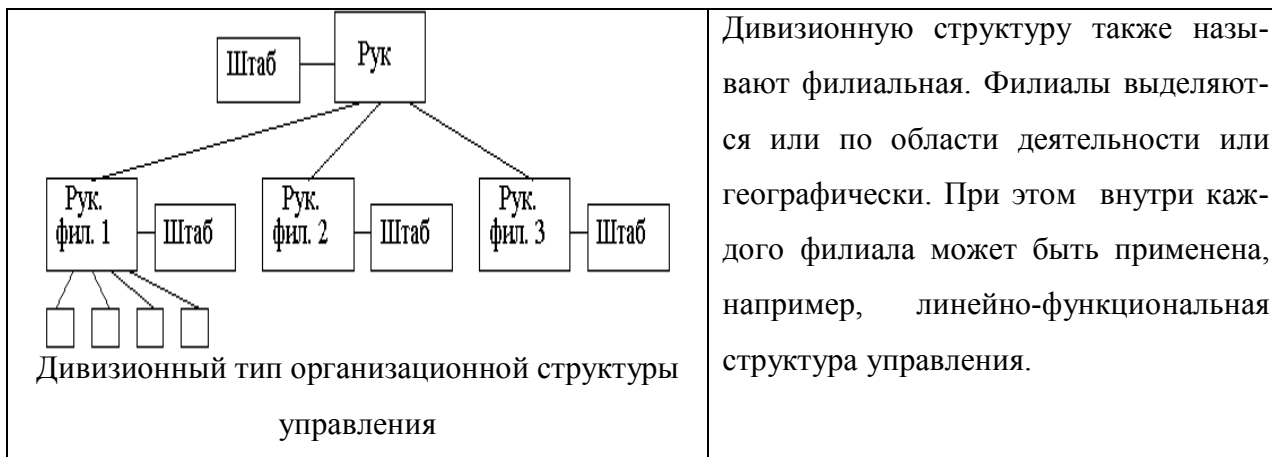 Штаб
Рук
Рук.
фил. 1
Штаб
Рук.
фил. 2
Штаб
Рук.
фил. 3
Штаб
Дивизионный тип организационной структуры
управления
Дивизионную структуру также назы-
вают филиальная. Филиалы выделяют-
ся или по области деятельности или
географически. При этом внутри каж-
дого филиала может быть применена,
например, линейно-функциональная
структура управления.